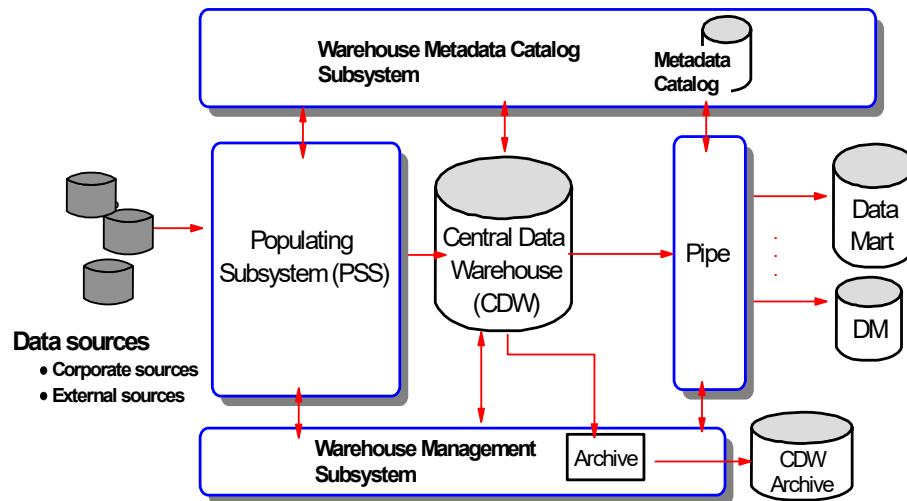 Warehouse Metadata Catalog
Subsystem
Metadata
Catalog
Populating
Subsystem (PSS)
Central Data
Warehouse
(CDW)
Pipe
Data
Mart
DM
Data sources
• Corporate sources
• External sources
Warehouse Management
Subsystem
Archive
CDW
Archive